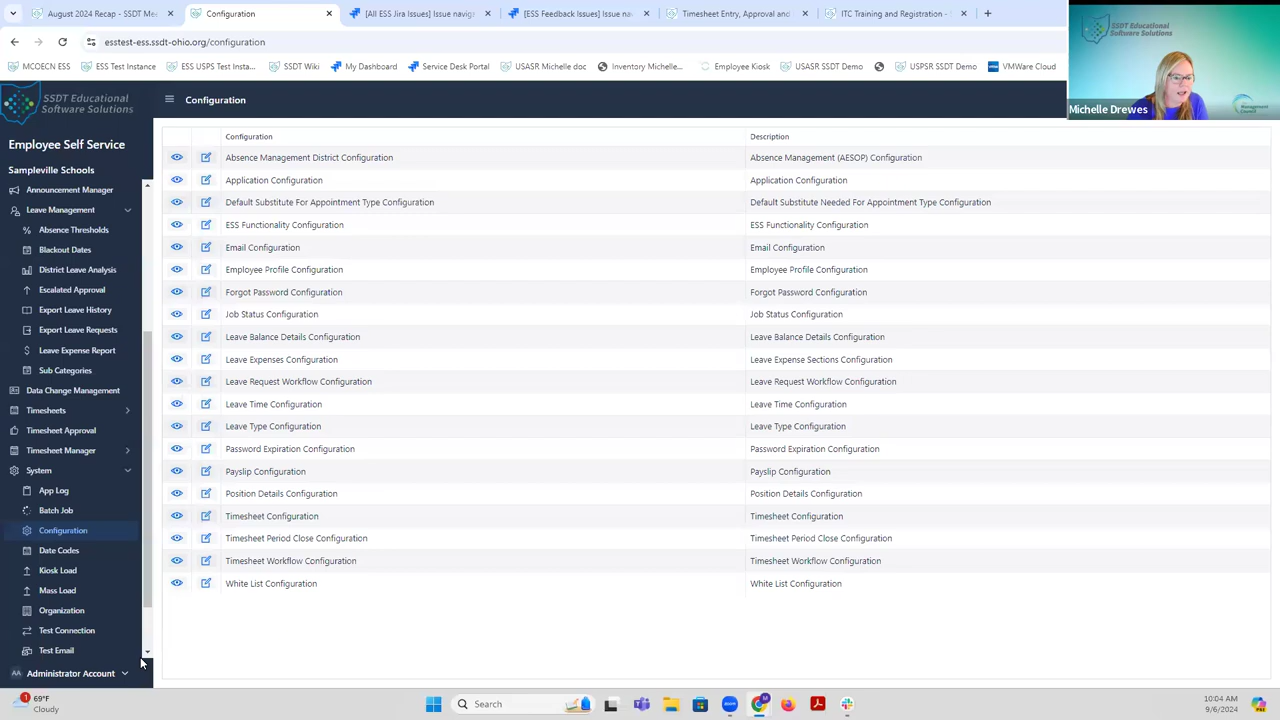 August 2024 Recap - SSDT Mee
Configuration
[All ESS Jira Issues] Issue navig
[ESS Feedback Issues] Issue na
Timesheet Entry, Approval and
ITC Training and Registration -
esstest-ess.ssdt-ohio.org/configuration
MCOECN ESS
ESS Test Instance
ESS USPS Test Insta...
SSDT Wiki
My Dashboard
Service Desk Portal
USASR Michelle doc
Inventory Michelle...
Employee Kiosk
USASR SSDT Demo
USPSR SSDT Demo
VMWare Cloud
SSDT Educational
Software Solutions
Management
Council
Michelle Drewes
SSDT Educational
Software Solutions
Configuration
Employee Self Service
Sampleville Schools
Announcement Manager
Leave Management
Absence Thresholds
Blackout Dates
District Leave Analysis
Escalated Approval
Export Leave History
Export Leave Requests
Leave Expense Report
Sub Categories
Data Change Management
Timesheets
Timesheet Approval
Timesheet Manager
System
App Log
Batch Job
Configuration
Date Codes
Kiosk Load
Mass Load
Organization
Test Connection
Test Email
AA Administrator Account
Configuration Description
Absence Management District Configuration Absence Management (AESOP) Configuration
Application Configuration Application Configuration
Default Substitute For Appointment Type Configuration Default Substitute Needed For Appointment Type Configuration
ESS Functionality Configuration ESS Functionality Configuration
Email Configuration Email Configuration
Employee Profile Configuration Employee Profile Configuration
Forgot Password Configuration Forgot Password Configuration
Job Status Configuration Job Status Configuration
Leave Balance Details Configuration Leave Balance Details Configuration
Leave Expenses Configuration Leave Expense Sections Configuration
Leave Request Workflow Configuration Leave Request Workflow Configuration
Leave Time Configuration Leave Time Configuration
Leave Type Configuration Leave Type Configuration
Password Expiration Configuration Password Expiration Configuration
Payslip Configuration Payslip Configuration
Position Details Configuration Position Details Configuration
Timesheet Configuration Timesheet Configuration
Timesheet Period Close Configuration Timesheet Period Close Configuration
Timesheet Workflow Configuration Timesheet Workflow Configuration
White List Configuration White List Configuration
1
69°F
Cloudy
Search
10:04 AM
9/6/2024